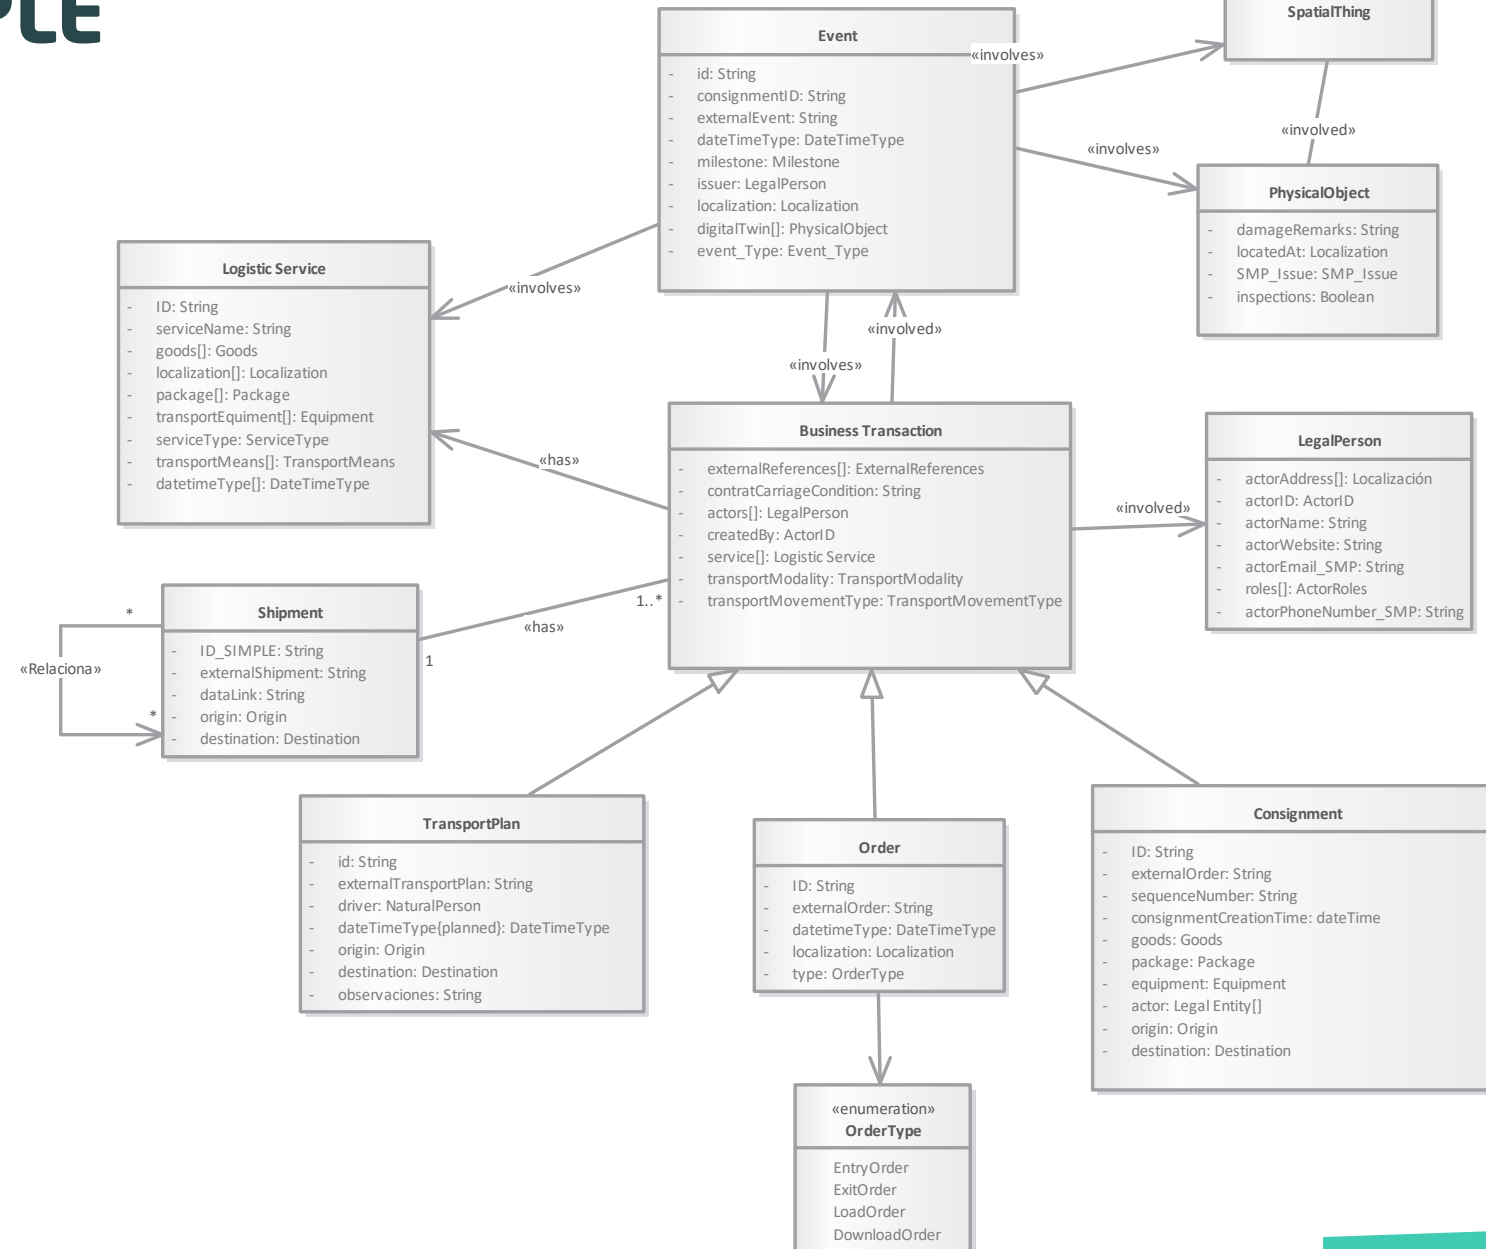 PLE
SpatialThing
Event
- id: String
- consignmentID: String
- externalEvent: String
- dateTimeType: DateTimeType
- milestone: Milestone
- issuer: LegalPerson
- localization: Localization
- digitalTwin[]: PhysicalObject
- event_Type: Event_Type
«involves»
«involves»
«involved»
PhysicalObject
- damageRemarks: String
- locatedAt: Localization
- SMP_Issue: SMP_Issue
- inspections: Boolean
Logistic Service
- ID: String
- serviceName: String
- goods[]: Goods
- localization[]: Localization
- package[]: Package
- transportEquiment[]: Equipment
- serviceType: ServiceType
- transportMeans[]: TransportMeans
- datetimeType[]: DateTimeType
«involves»
«involved»
«involves»
«has»
Business Transaction
- externalReferences[]: ExternalReferences
- contratCarriageCondition: String
- actors[]: LegalPerson
- createdBy: ActorID
- service[]: Logistic Service
- transportModality: TransportModality
- transportMovementType: TransportMovementType
«involved»
LegalPerson
- actorAddress[]: Localización
- actorID: ActorID
- actorName: String
- actorWebsite: String
- actorEmail_SMP: String
- roles[]: ActorRoles
- actorPhoneNumber_SMP: String
1..*
«has»
1
Shipment
- ID_SIMPLE: String
- externalShipment: String
- dataLink: String
- origin: Origin
- destination: Destination
*
«Relaciona»
*
TransportPlan
- id: String
- externalTransportPlan: String
- driver: NaturalPerson
- dateTimeType{planned}: DateTimeType
- origin: Origin
- destination: Destination
- observaciones: String
Order
- ID: String
- externalOrder: String
- datetimeType: DateTimeType
- localization: Localization
- type: OrderType
Consignment
- ID: String
- externalOrder: String
- sequenceNumber: String
- consignmentCreationTime: dateTime
- goods: Goods
- package: Package
- equipment: Equipment
- actor: Legal Entity[]
- origin: Origin
- destination: Destination
«enumeration»
OrderType
EntryOrder
ExitOrder
LoadOrder
DownloadOrder